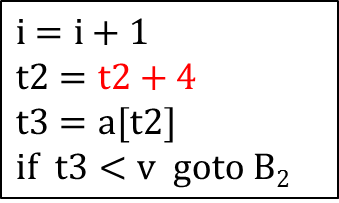 i = i + 1
t2 = t2 + 4
t3 = a[t2]
if t3 < v goto B₂